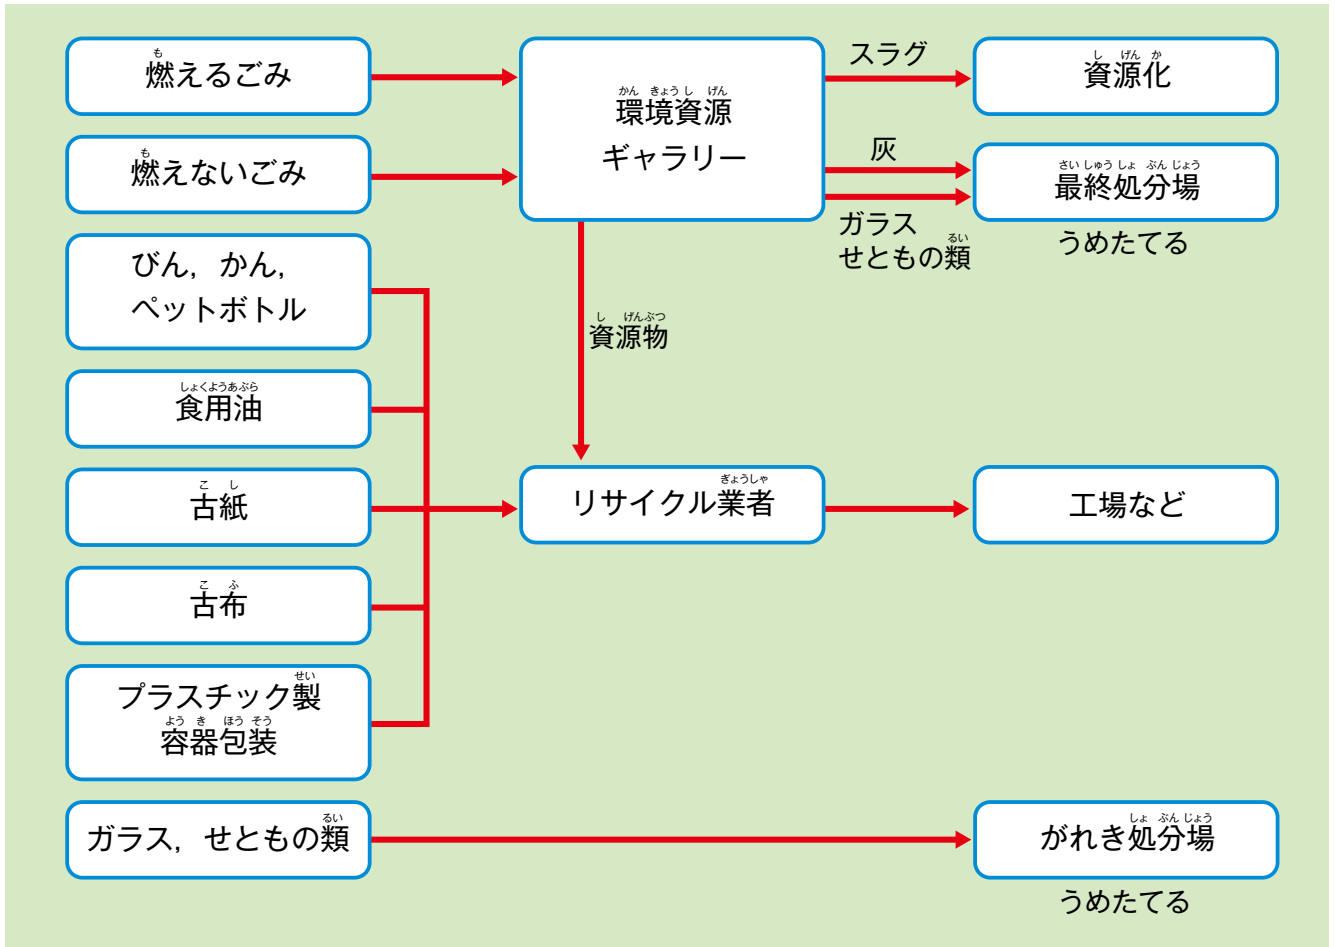 燃えるごみ
燃えないごみ
びん，かん，
ペットボトル
食用油
古紙
古布
プラスチック製
容器包装
ガラス，せともの類
環境資源
ギャラリー
資源物
リサイクル業者
スラグ
灰
ガラス
せともの類
資源化
最終処分場
うめたてる
工場など
がれき処分場
うめたてる